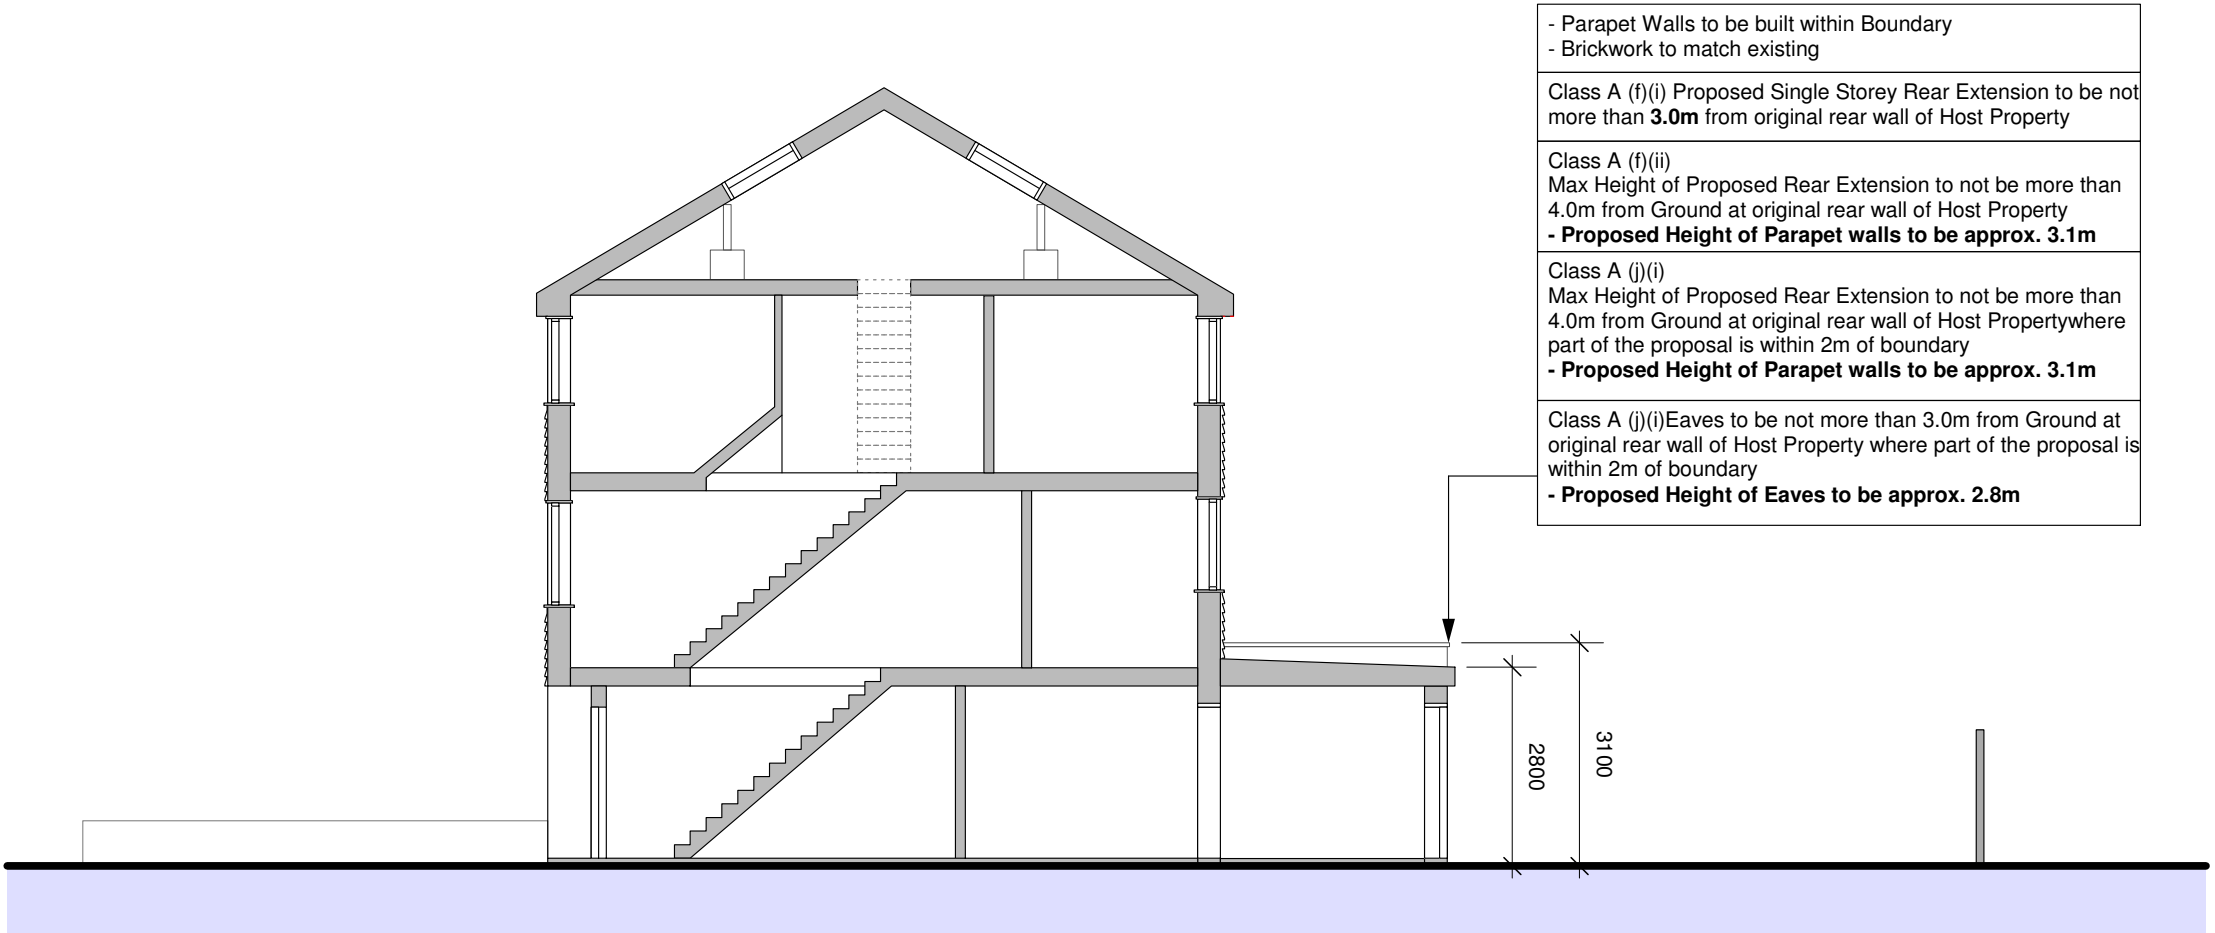 - Parapet Walls to be built within Boundary
- Brickwork to match existing
Class A (f)(i) Proposed Single Storey Rear Extension to be not
more than 3.0m from original rear wall of Host Property
Class A (f)(ii)
Max Height of Proposed Rear Extension to not be more than
4.0m from Ground at original rear wall of Host Property
- Proposed Height of Parapet walls to be approx. 3.1m
Class A (j)(i)
Max Height of Proposed Rear Extension to not be more than
4.0m from Ground at original rear wall of Host Propertywhere
part of the proposal is within 2m of boundary
- Proposed Height of Parapet walls to be approx. 3.1m
Class A (j)(i)Eaves to be not more than 3.0m from Ground at
original rear wall of Host Property where part of the proposal is
within 2m of boundary
- Proposed Height of Eaves to be approx. 2.8m
2800
3100